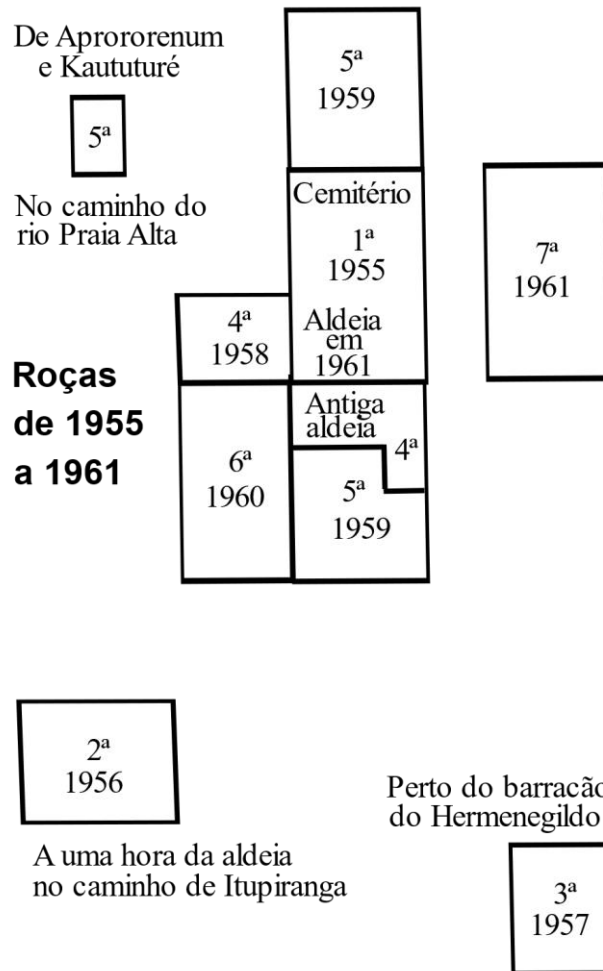 De Aprororenum
e Kaututuré
5ª
No caminho do
rio Praia Alta
5ª
1959
Cemitério
1ª
1955
Aldeia
em
1961
7ª
1961
4ª
1958
Roças
de 1955
a 1961
Antiga
aldeia
4ª
6ª
1960
5ª
1959
2ª
1956
A uma hora da aldeia
no caminho de Itupiranga
Perto do barracão
do Hermenegildo
3ª
1957